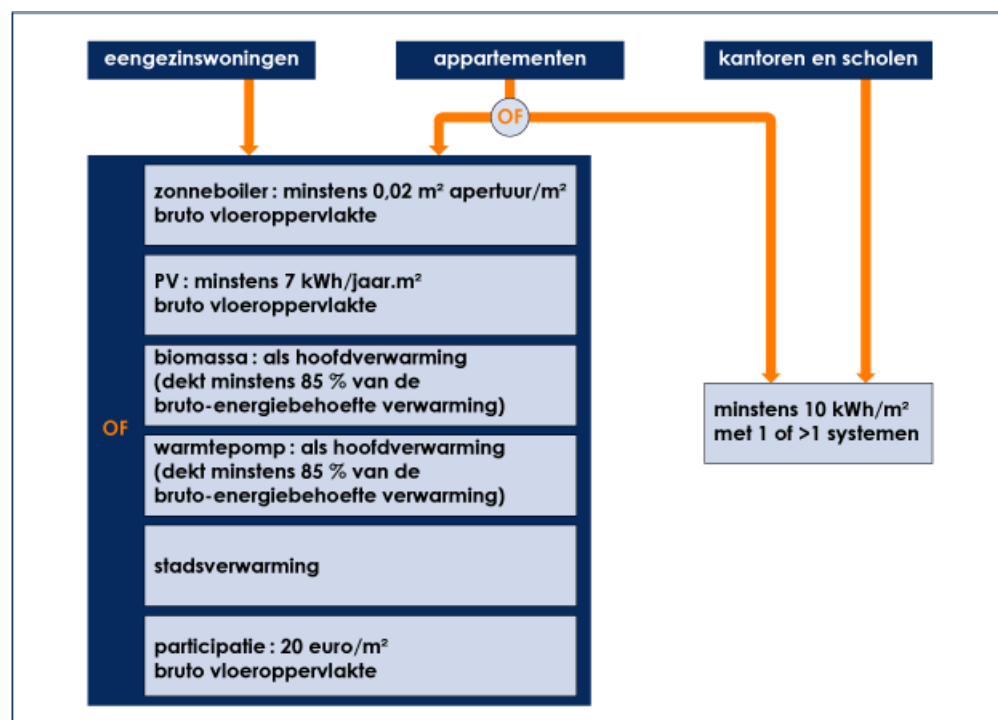 eengezinswoningen
appartementen
kantoren en scholen
OF
zonneboiler : minstens 0,02 m² apertuur/m²
bruto vloeroppervlakte
PV : minstens 7 kWh/jaar.m²
bruto vloeroppervlakte
biomassa : als hoofdverwarming
(dekt minstens 85 % van de
bruto-energiebehoefte verwarming)
OF
warmtepomp : als hoofdverwarming
(dekt minstens 85 % van de
bruto-energiebehoefte verwarming)
stadsverwarming
participatie : 20 euro/m²
bruto vloeroppervlakte
minstens 10 kWh/m²
met 1 of >1 systemen